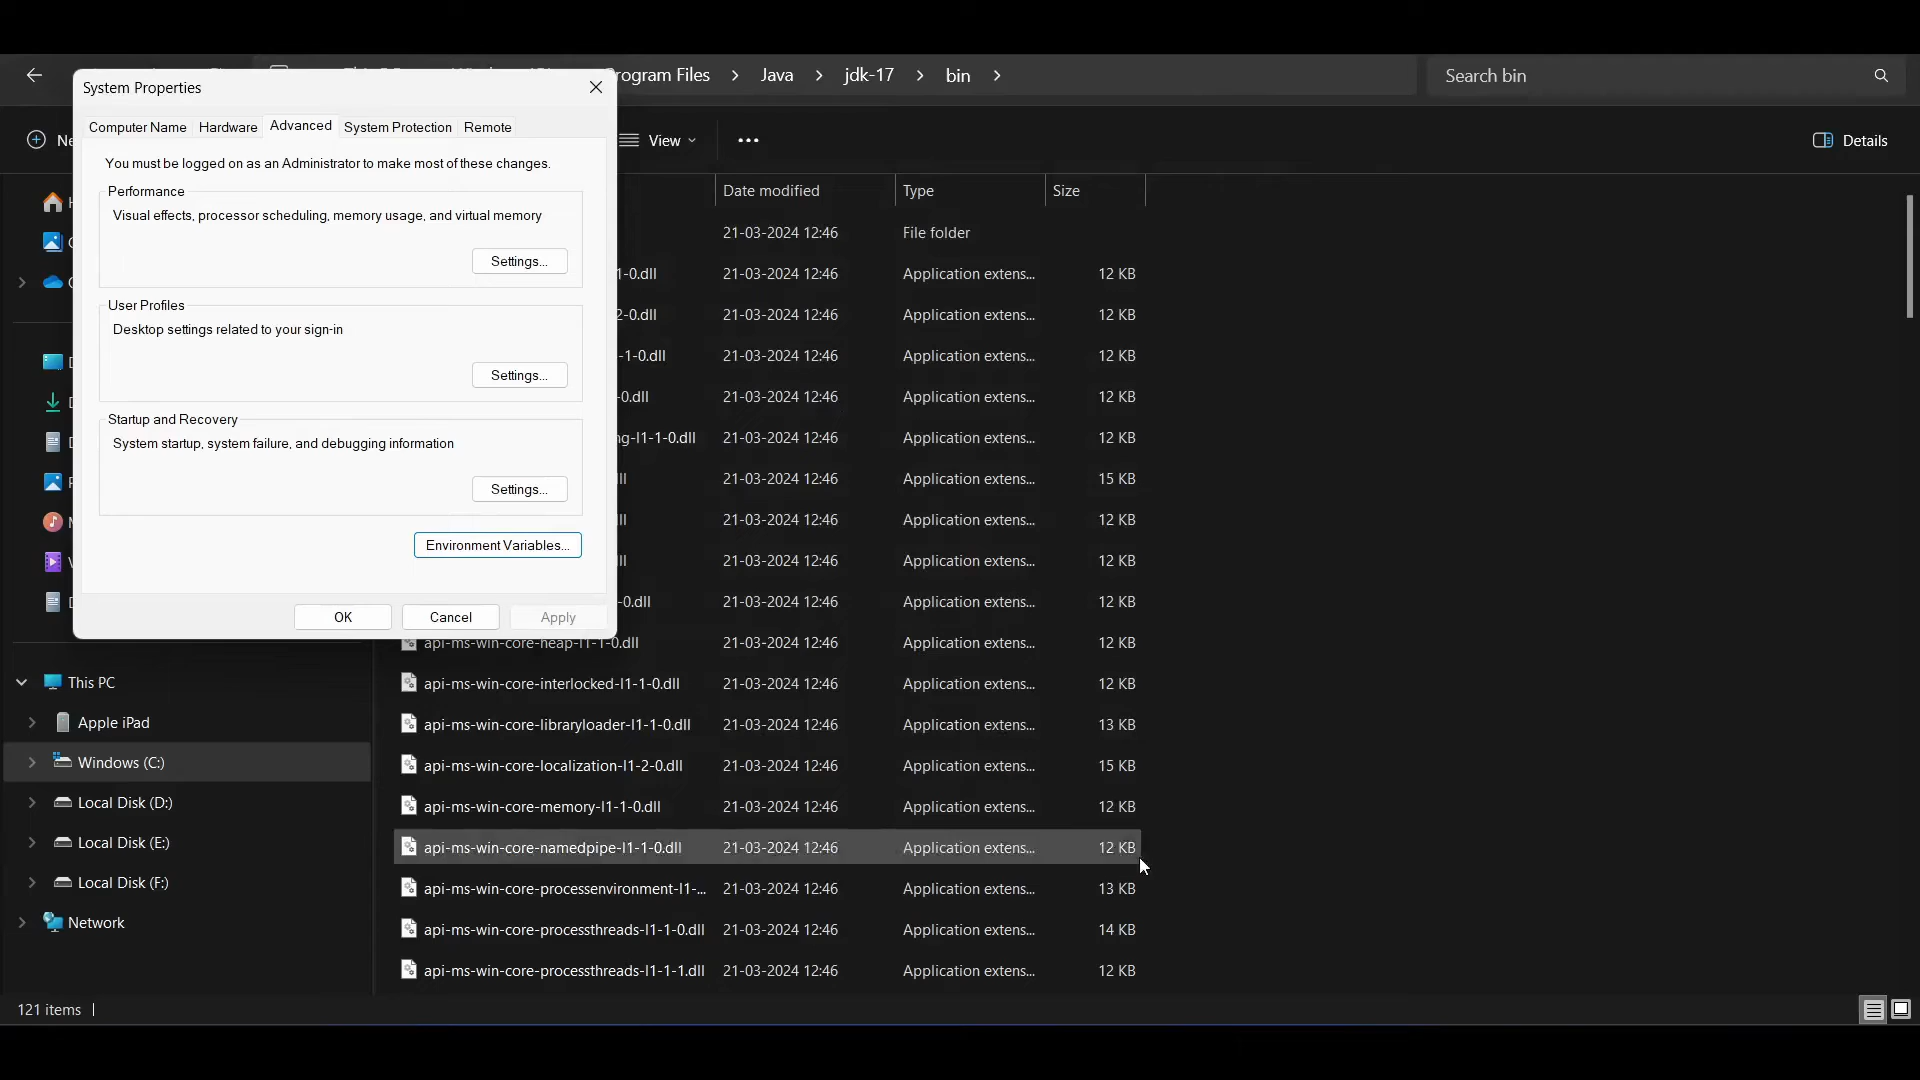 System Properties
rogram Files > Java > jdk-17 > bin >
Search bin
Computer Name Hardware Advanced System Protection Remote
You must be logged on as an Administrator to make most of these changes.
Performance
Visual effects, processor scheduling, memory usage, and virtual memory
Settings...
User Profiles
Desktop settings related to your sign-in
Settings...
Startup and Recovery
System startup, system failure, and debugging information
Settings...
Environment Variables...
OK Cancel Apply
View
Details
Date modified Type Size
21-03-2024 12:46 File folder
1-0.dll 21-03-2024 12:46 Application extens... 12 KB
2-0.dll 21-03-2024 12:46 Application extens... 12 KB
-1-0.dll 21-03-2024 12:46 Application extens... 12 KB
-0.dll 21-03-2024 12:46 Application extens... 12 KB
ng-l1-1-0.dll 21-03-2024 12:46 Application extens... 12 KB
21-03-2024 12:46 Application extens... 15 KB
21-03-2024 12:46 Application extens... 12 KB
21-03-2024 12:46 Application extens... 12 KB
-0.dll 21-03-2024 12:46 Application extens... 12 KB
api-ms-win-core-heap-l1-1-0.dll 21-03-2024 12:46 Application extens... 12 KB
api-ms-win-core-interlocked-l1-1-0.dll 21-03-2024 12:46 Application extens... 12 KB
api-ms-win-core-libraryloader-l1-1-0.dll 21-03-2024 12:46 Application extens... 13 KB
api-ms-win-core-localization-l1-2-0.dll 21-03-2024 12:46 Application extens... 15 KB
api-ms-win-core-memory-l1-1-0.dll 21-03-2024 12:46 Application extens... 12 KB
api-ms-win-core-namedpipe-l1-1-0.dll 21-03-2024 12:46 Application extens... 12 KB
api-ms-win-core-processenvironment-l1-... 21-03-2024 12:46 Application extens... 13 KB
api-ms-win-core-processthreads-l1-1-0.dll 21-03-2024 12:46 Application extens... 14 KB
api-ms-win-core-processthreads-l1-1-1.dll 21-03-2024 12:46 Application extens... 12 KB
This PC
Apple iPad
Windows (C:)
Local Disk (D:)
Local Disk (E:)
Local Disk (F:)
Network
121 items